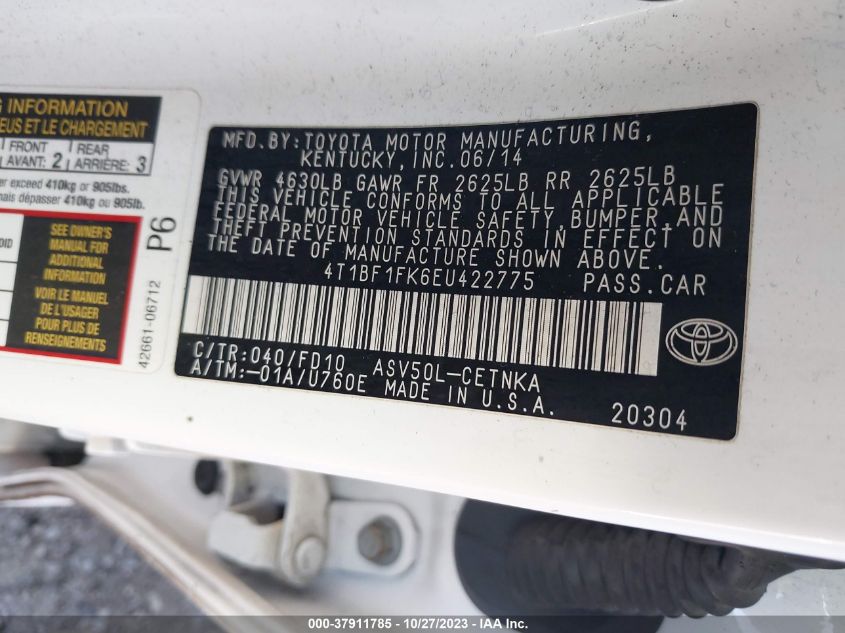 G INFORMATION
EUS ET LE CHARGEMENT
FRONT REAR
AVANT: 2 ARRIÈRE: 3
er exceed 410kg or 905lbs.
mais dépasser 410kg ou 905lb.
SEE OWNER'S
MANUAL FOR
ADDITIONAL
INFORMATION
VOIR LE MANUEL
DE L'USAGER
POUR PLUS DE
RENSEIGNEMENTS
P6
42661-06712
MFD.BY:TOYOTA MOTOR MANUFACTURING,
KENTUCKY, INC.06/14
GVWR 4630LB GAWR FR 2625LB RR 2625LB
THIS VEHICLE CONFORMS TO ALL APPLICABLE
FEDERAL MOTOR VEHICLE SAFETY, BUMPER, AND
THEFT PREVENTION STANDARDS IN EFFECT ON
THE DATE OF MANUFACTURE SHOWN ABOVE.
4T1BF1FK6EU422775 PASS.CAR
C/TR:040/FD10 ASV50L-CETNKA
A/TM:-01A/U760E MADE IN U.S.A.
20304
000-37911785 - 10/27/2023 - IAA Inc.